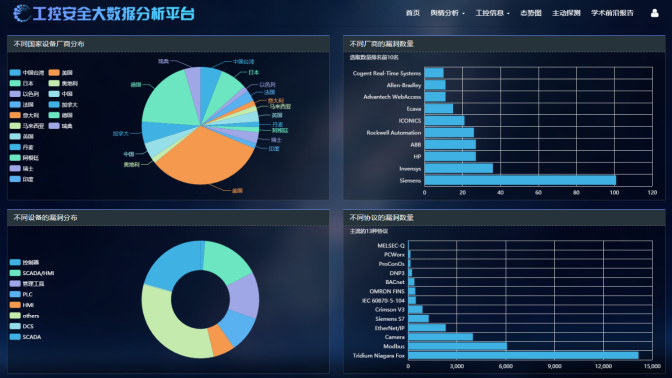 工控安全大数据分析平台
首页 舆情分析 工控信息 态势图 主动探测 学术前沿报告
不同国家设备厂商分布
中国台湾 美国
日本 奥地利
以色列 中国
法国 加拿大
意大利 德国
马来西亚 瑞典
英国
丹麦
阿根廷
瑞士
印度
瑞典
中国台湾
日本
以色列
法国
意大利
马来西亚
英国
丹麦
阿根廷
瑞士
印度
美国
奥地利
中国
加拿大
德国
不同厂商的漏洞数量
选取数量排名前10名
Cogent Real-Time Systems
Allen-Bradley
Advantech WebAccess
Ecava
ICONICS
Rockwell Automation
ABB
HP
Invensys
Siemens
0 20 40 60 80 100 120
不同设备的漏洞分布
控制器
SCADA/HMI
管理工具
PLC
HMI
others
DCS
SCADA
不同协议的漏洞数量
主流的13种协议
MELSEC-Q
PCWorx
ProConOs
DNP3
BACnet
OMRON FINS
IEC 60870-5-104
Crimson V3
Siemens S7
EtherNet/IP
Camera
Modbus
Tridium Niagara Fox
0 3,000 6,000 9,000 12,000 15,000